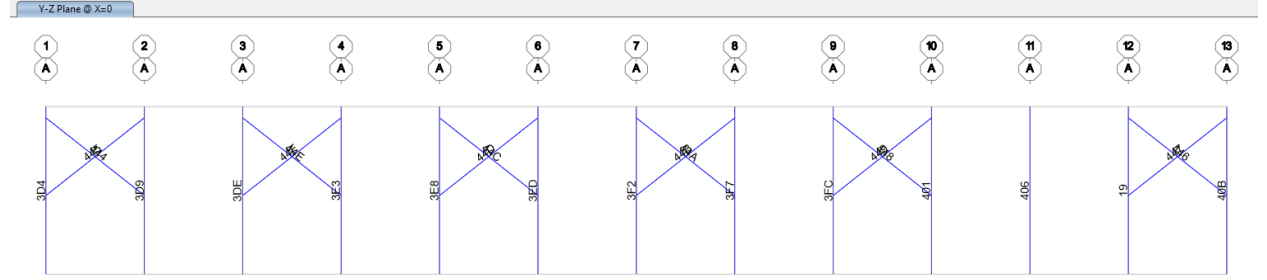 Y-Z Plane @ X=0
1 2 3 4 5 6 7 8 9 10 11 12 13
A A A A A A A A A A A A A
3D4 3D9 3DE 3E3 3E8 3ED 3F2 3F7 3FC 401 406 19 40B